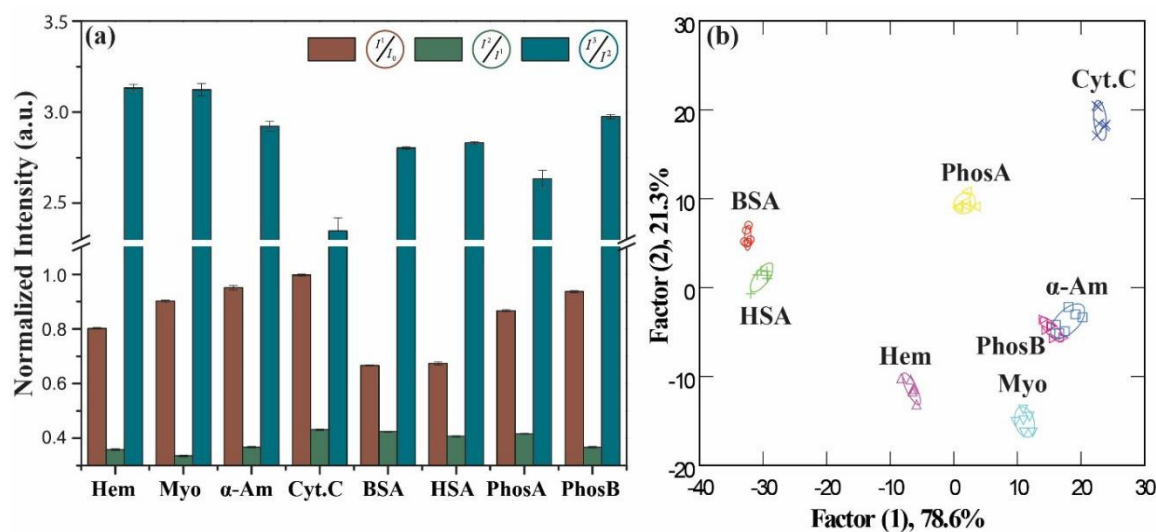 (a)
I¹/I₀
I²/I¹
I³/I²
Normalized Intensity (a.u.)
3.5
3.0
2.5
1.0
0.8
0.6
0.4
Hem Myo α-Am Cyt.C BSA HSA PhosA PhosB
(b)
Cyt.C
PhosA
BSA
HSA
α-Am
PhosB
Hem
Myo
Factor (2), 21.3%
30
20
10
0
-10
-20
-40 -30 -20 -10 0 10 20 30
Factor (1), 78.6%